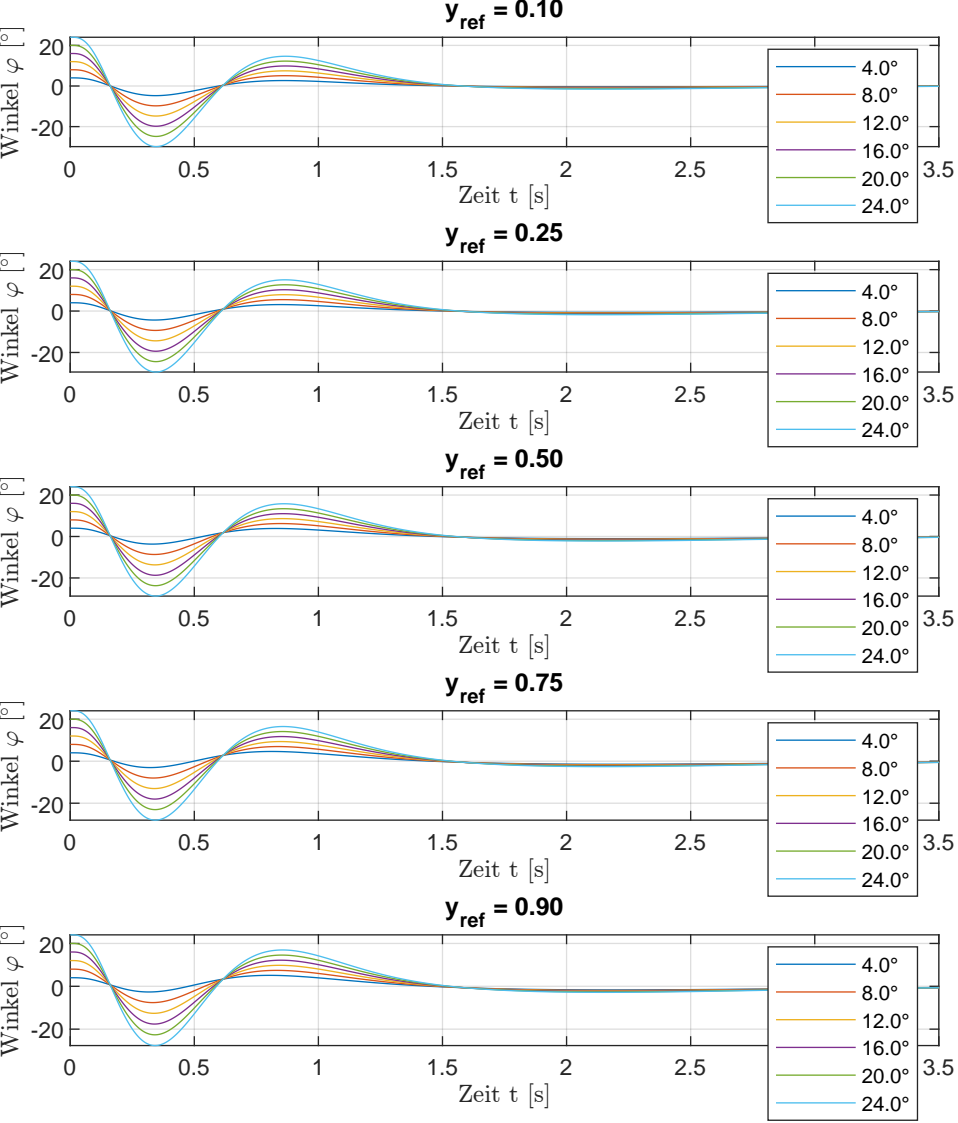 y_ref = 0.10
Winkel φ [°]
20
0
-20
0 0.5 1 1.5 2 2.5 3.5
Zeit t [s]
4.0°
8.0°
12.0°
16.0°
20.0°
24.0°
y_ref = 0.25
Winkel φ [°]
20
0
-20
0 0.5 1 1.5 2 2.5 3.5
Zeit t [s]
4.0°
8.0°
12.0°
16.0°
20.0°
24.0°
y_ref = 0.50
Winkel φ [°]
20
0
-20
0 0.5 1 1.5 2 2.5 3.5
Zeit t [s]
4.0°
8.0°
12.0°
16.0°
20.0°
24.0°
y_ref = 0.75
Winkel φ [°]
20
0
-20
0 0.5 1 1.5 2 2.5 3.5
Zeit t [s]
4.0°
8.0°
12.0°
16.0°
20.0°
24.0°
y_ref = 0.90
Winkel φ [°]
20
0
-20
0 0.5 1 1.5 2 2.5 3.5
Zeit t [s]
4.0°
8.0°
12.0°
16.0°
20.0°
24.0°